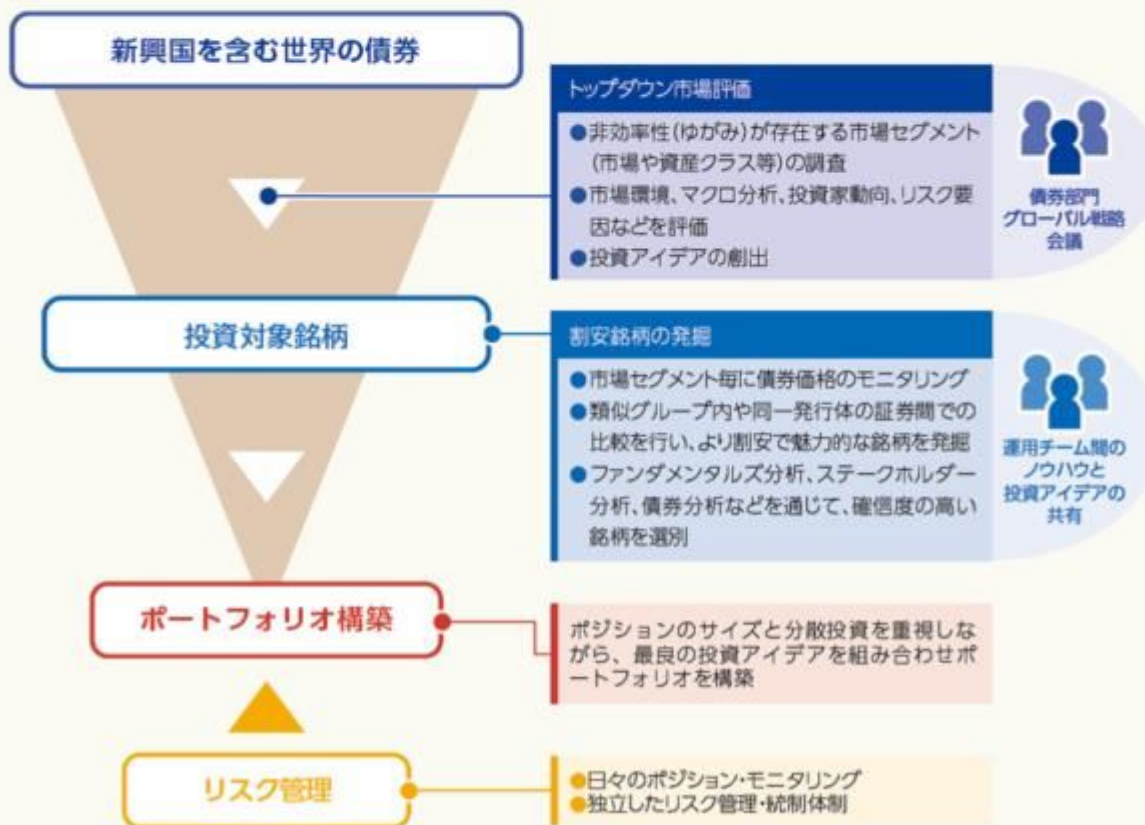 新興国を含む世界の債券
トップダウン市場評価
●非効率性(ゆがみ)が存在する市場セグメント
(市場や資産クラス等)の調査
●市場環境、マクロ分析、投資家動向、リスク要
因などを評価
●投資アイデアの創出
債券部門
グローバル戦略
会議
投資対象銘柄
割安銘柄の発掘
●市場セグメント毎に債券価格のモニタリング
●類似グループ内や同一発行体の証券間での
比較を行い、より割安で魅力的な銘柄を発掘
●ファンダメンタルズ分析、ステークホルダー
分析、債券分析などを通じて、確信度の高い
銘柄を選別
運用チーム間の
ノウハウと
投資アイデアの
共有
ポートフォリオ構築
ポジションのサイズと分散投資を重視しな
がら、最良の投資アイデアを組み合わせポ
ートフォリオを構築
リスク管理
●日々のポジション・モニタリング
●独立したリスク管理・統制体制